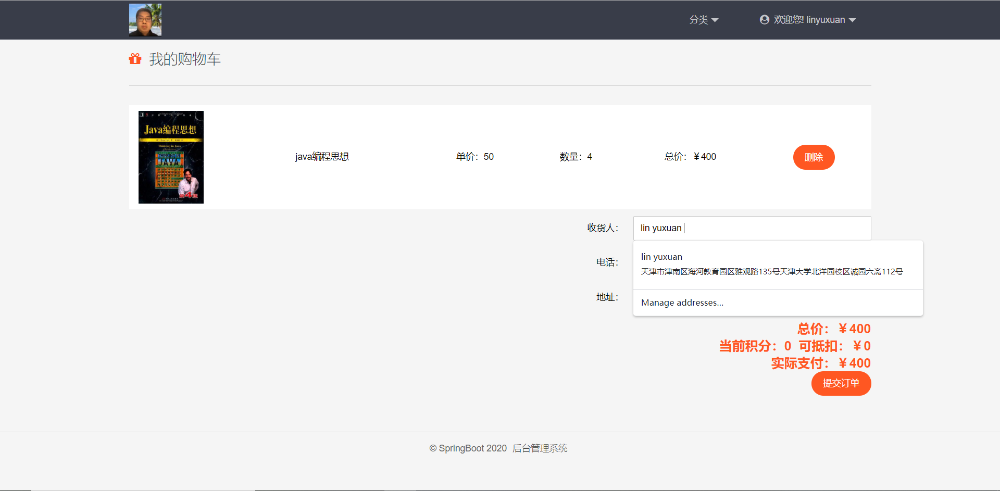 分类
欢迎您! linyuxuan
我的购物车
Java编程思想
Thinking in Java
THINKING IN
JAVA
第4版
java编程思想
单价：50
数量：4
总价：￥400
删除
收货人：
lin yuxuan
电话：
lin yuxuan
天津市津南区海河教育园区雅观路135号天津大学北洋园校区诚园六斋112号
地址：
Manage addresses...
总价：￥400
当前积分：0 可抵扣：￥0
实际支付：￥400
提交订单
© SpringBoot 2020 后台管理系统